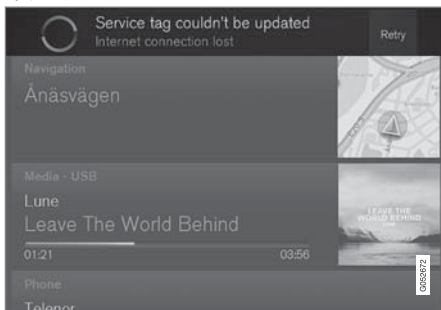 Service tag couldn't be updated
Internet connection lost
Retry
Navigation
Ånäsvägen
Media - USB
Lune
Leave The World Behind
01:21 03:56
LEAVE THE
WORLD BEHIND
Phone
Telenor
G052672